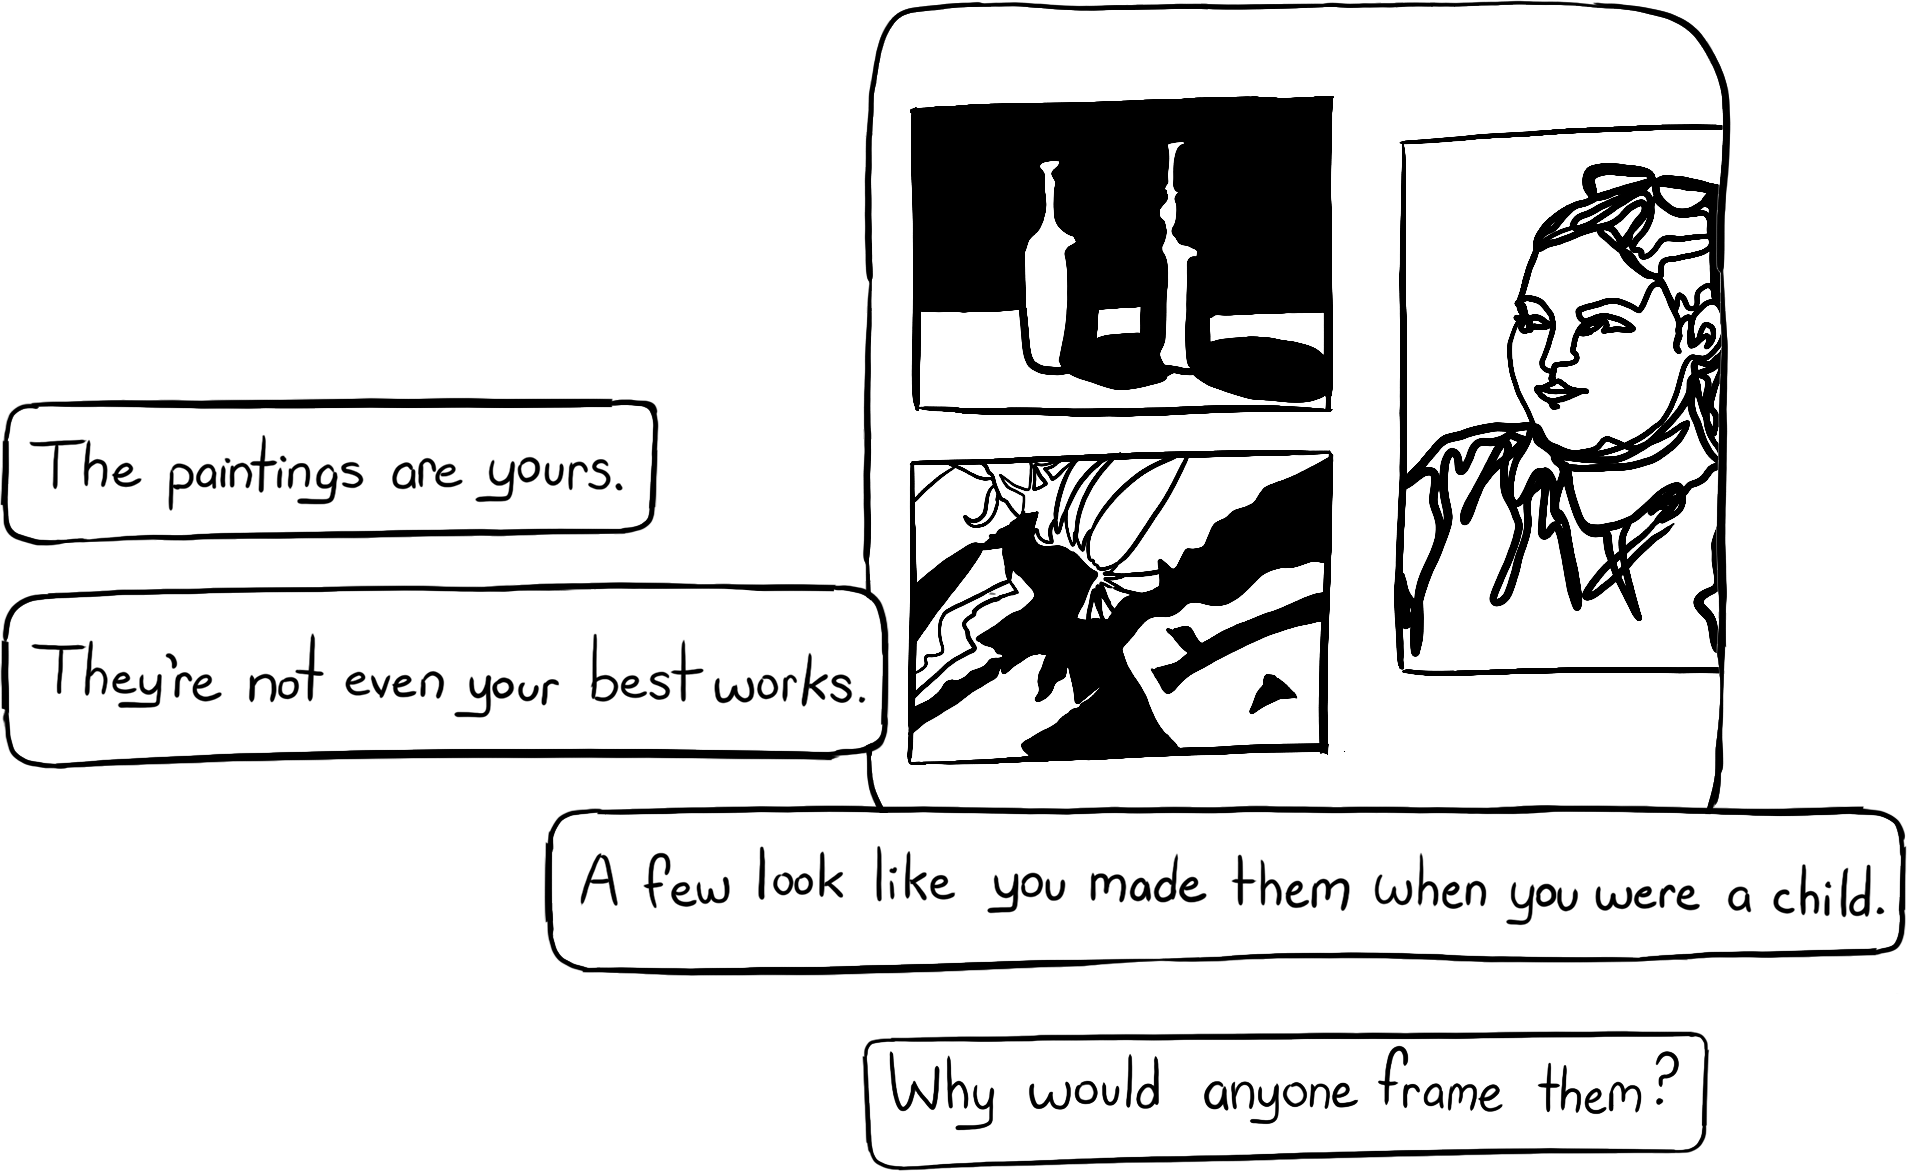 The paintings are yours.
They're not even your best works.
A few look like you made them when you were a child.
Why would anyone frame them?